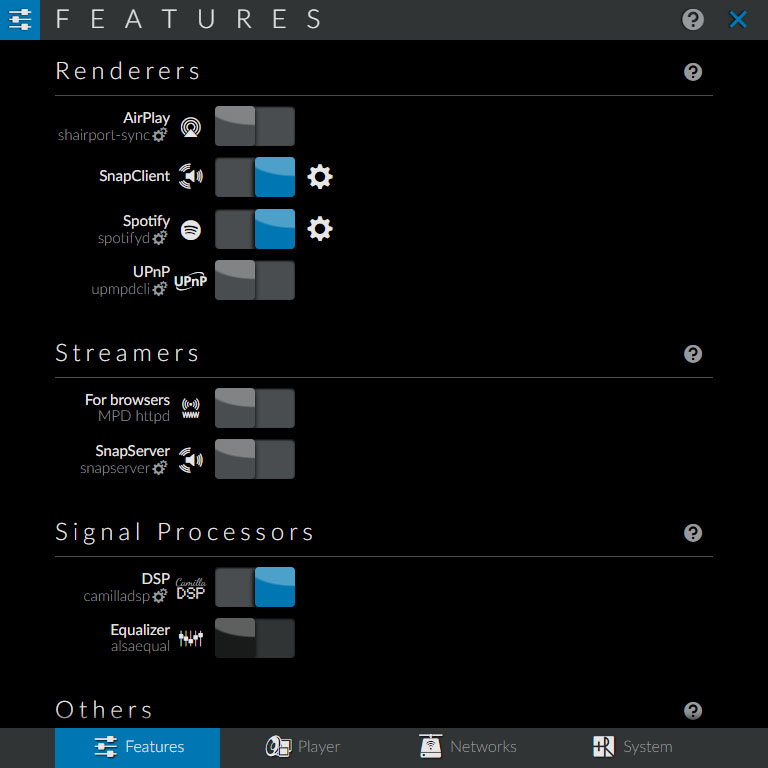 FEATURES
Renderers
AirPlay
shairport-sync
SnapClient
Spotify
spotifyd
UPnP
upmpdcli
UPnP
Streamers
For browsers
MPD httpd
www
SnapServer
snapserver
Signal Processors
DSP
camilladsp
Camilla
DSP
Equalizer
alsaequal
Others
Features
Player
Networks
R
System